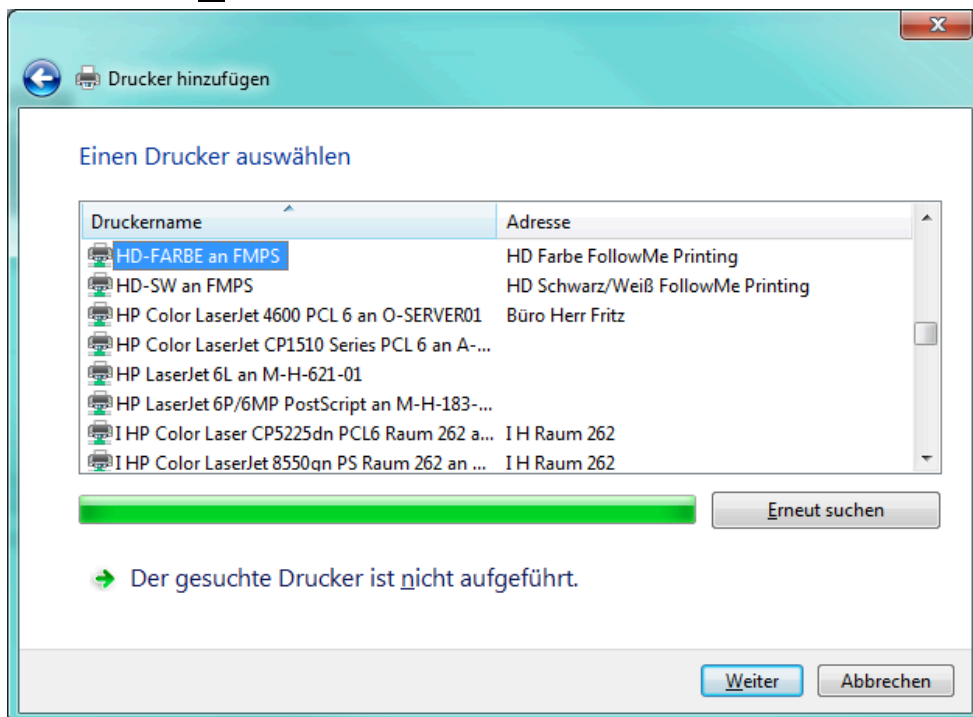 Drucker hinzufügen
Einen Drucker auswählen
Druckername Adresse
HD-FARBE an FMPS HD Farbe FollowMe Printing
HD-SW an FMPS HD Schwarz/Weiß FollowMe Printing
HP Color LaserJet 4600 PCL 6 an O-SERVER01 Büro Herr Fritz
HP Color LaserJet CP1510 Series PCL 6 an A-...
HP LaserJet 6L an M-H-621-01
HP LaserJet 6P/6MP PostScript an M-H-183-...
I HP Color Laser CP5225dn PCL6 Raum 262 a... I H Raum 262
I HP Color LaserJet 8550gn PS Raum 262 an ... I H Raum 262
Erneut suchen
Der gesuchte Drucker ist nicht aufgeführt.
Weiter Abbrechen